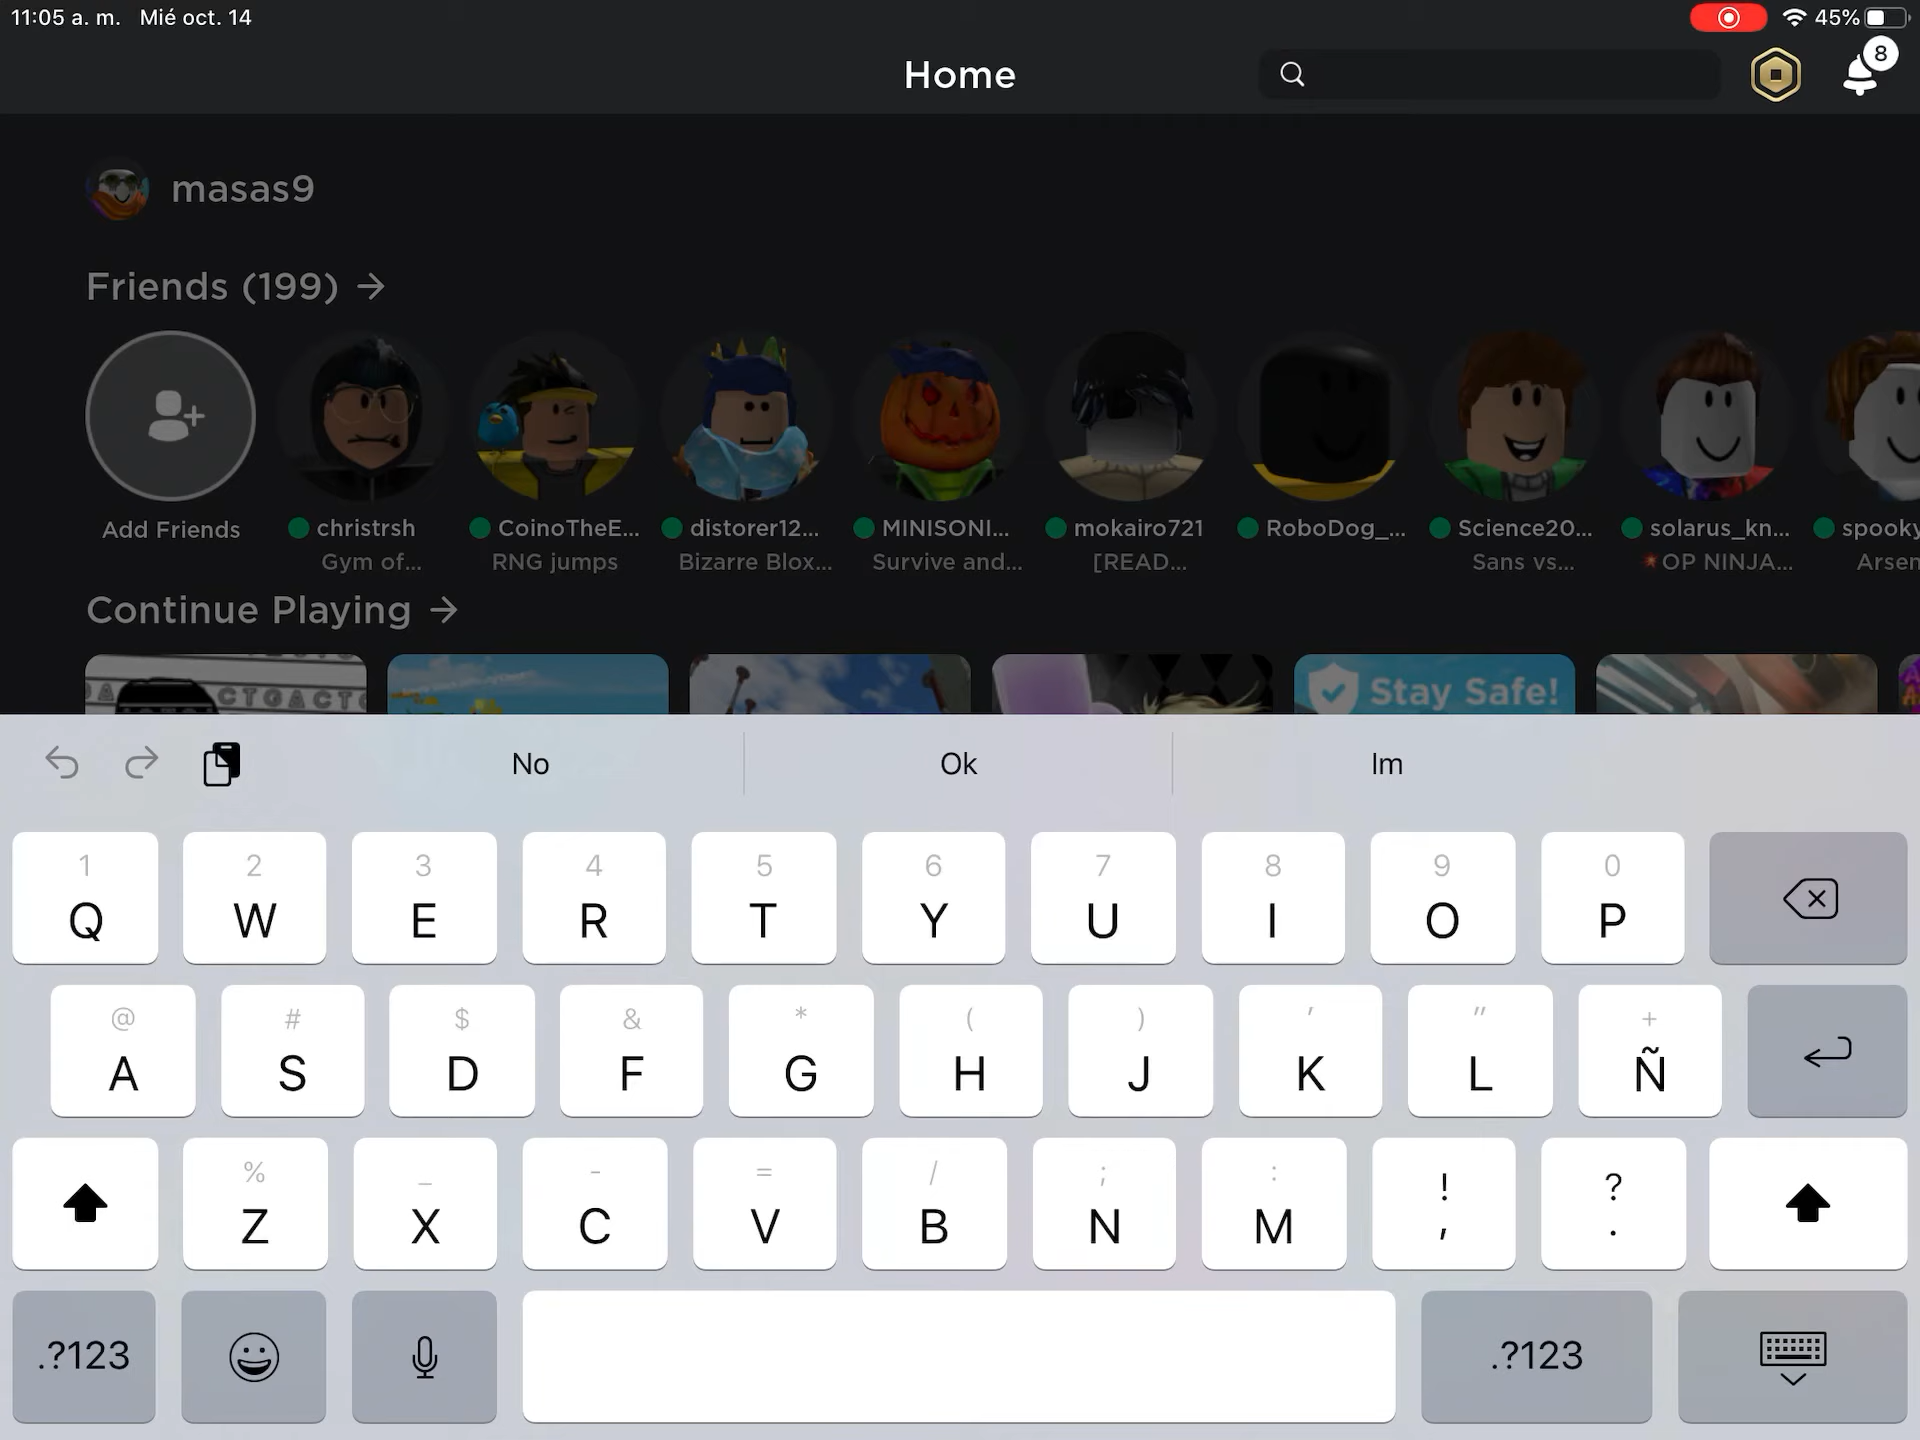 11:05 a. m. Mié oct. 14
45%
Home
8
masas9
Friends (199)
Add Friends
christrsh
CoinoTheE...
distorer12...
MINISONI...
mokairo721
RoboDog_...
Science20...
solarus_kn...
spooky
Gym of...
RNG jumps
Bizarre Blox...
Survive and...
[READ...
Sans vs...
OP NINJA...
Arsen
Continue Playing
CTGACTG
Stay Safe!
No
Ok
Im
1 2 3 4 5 6 7 8 9 0
Q W E R T Y U I O P
@ # $ & * ( ) ' " +
A S D F G H J K L Ñ
% _ - = / ; : ! ?
Z X C V B N M , .
.?123
.?123